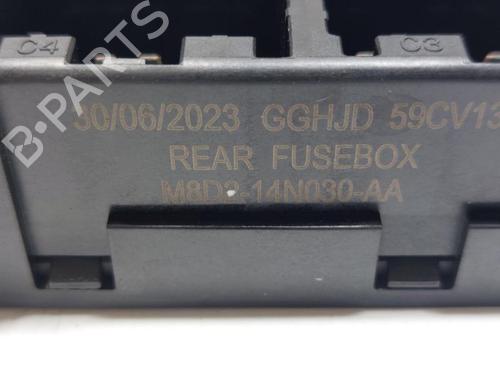 C4
C3
30/06/2023 GGHJD 59CV13
REAR FUSEBOX
M8D2-14N030-AA
B-PARTS